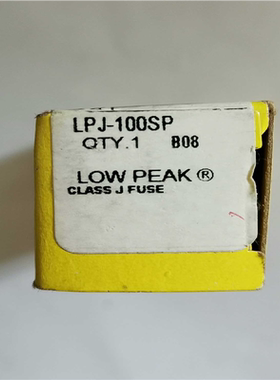 LPJ-100SP
QTY.1 B08
LOW PEAK ®
CLASS J FUSE